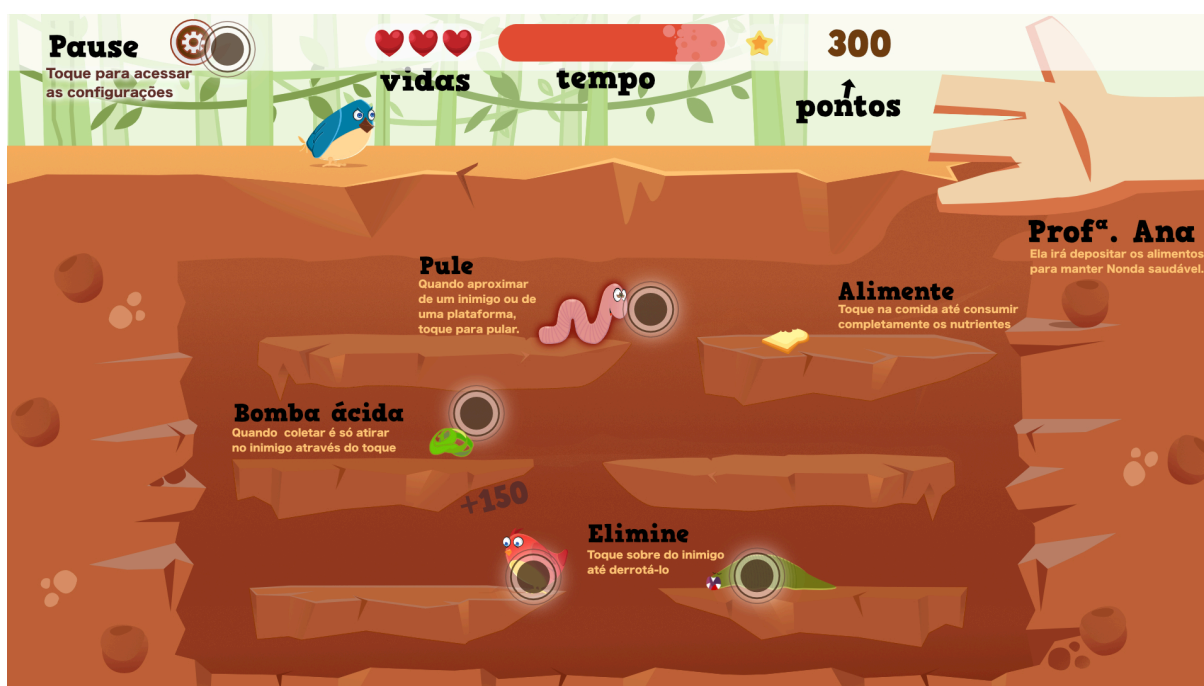 Pause
Toque para acessar
as configurações
vidas
tempo
300
pontos
Profª. Ana
Ela irá depositar os alimentos
para manter Nonda saudável.
Pule
Quando aproximar
de um inimigo ou de
uma plataforma,
toque para pular.
Alimente
Toque na comida até consumir
completamente os nutrientes
Bomba ácida
Quando coletar é só atirar
no inimigo através do toque
+150
Elimine
Toque sobre do inimigo
até derrotá-lo